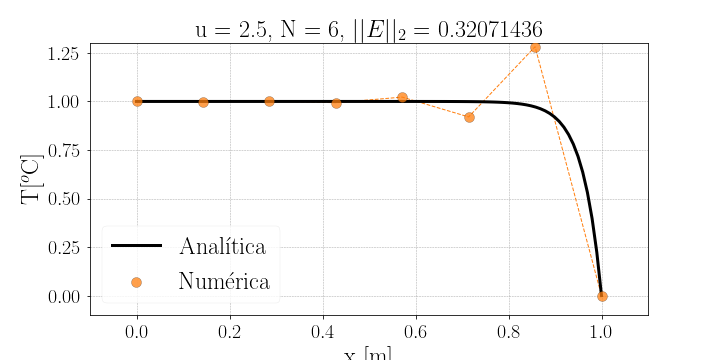 u = 2.5, N = 6, ||E||₂ = 0.32071436
1.25
1.00
0.75
0.50
0.25
0.00
T[°C]
Analítica
Numérica
0.0 0.2 0.4 0.6 0.8 1.0
x [m]